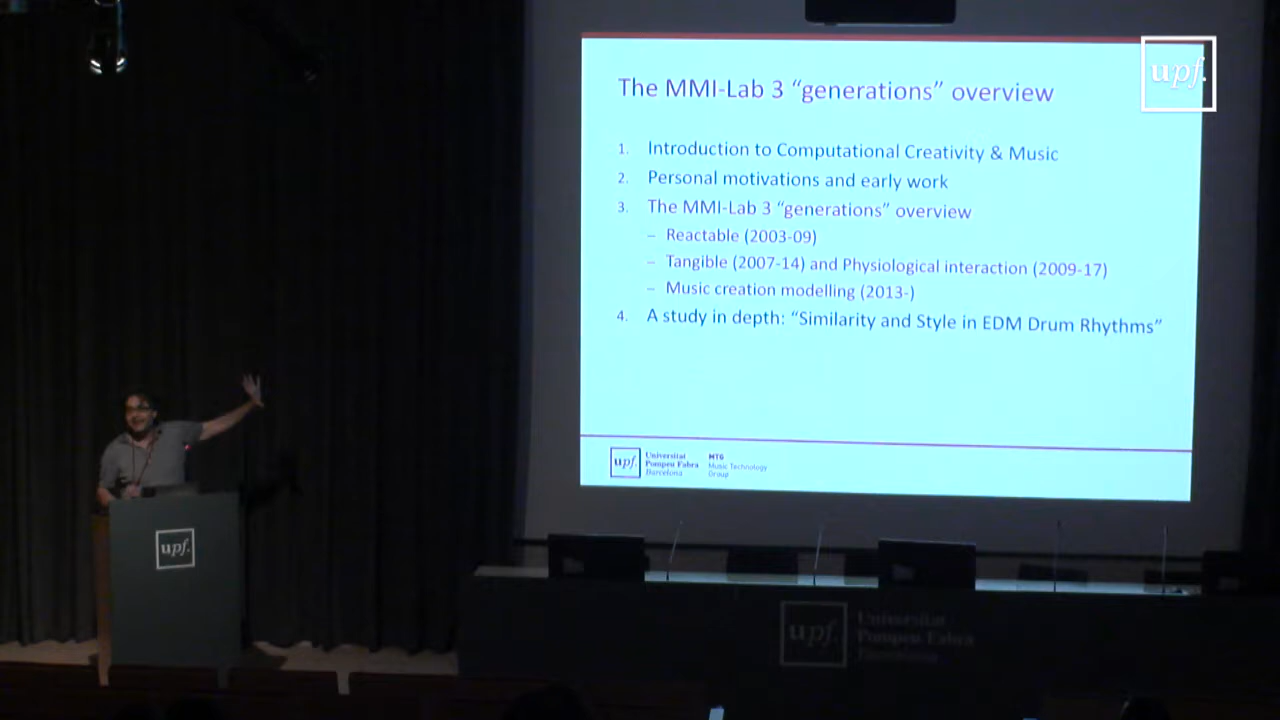 The MMI-Lab 3 “generations” overview
upf.
1. Introduction to Computational Creativity & Music
2. Personal motivations and early work
3. The MMI-Lab 3 “generations” overview
– Reactable (2003-09)
– Tangible (2007-14) and Physiological interaction (2009-17)
– Music creation modelling (2013-)
4. A study in depth: “Similarity and Style in EDM Drum Rhythms”
upf.
Universitat
Pompeu Fabra
Barcelona
MTG
Music Technology
Group
upf.
upf.
Universitat
Pompeu Fabra
Barcelona